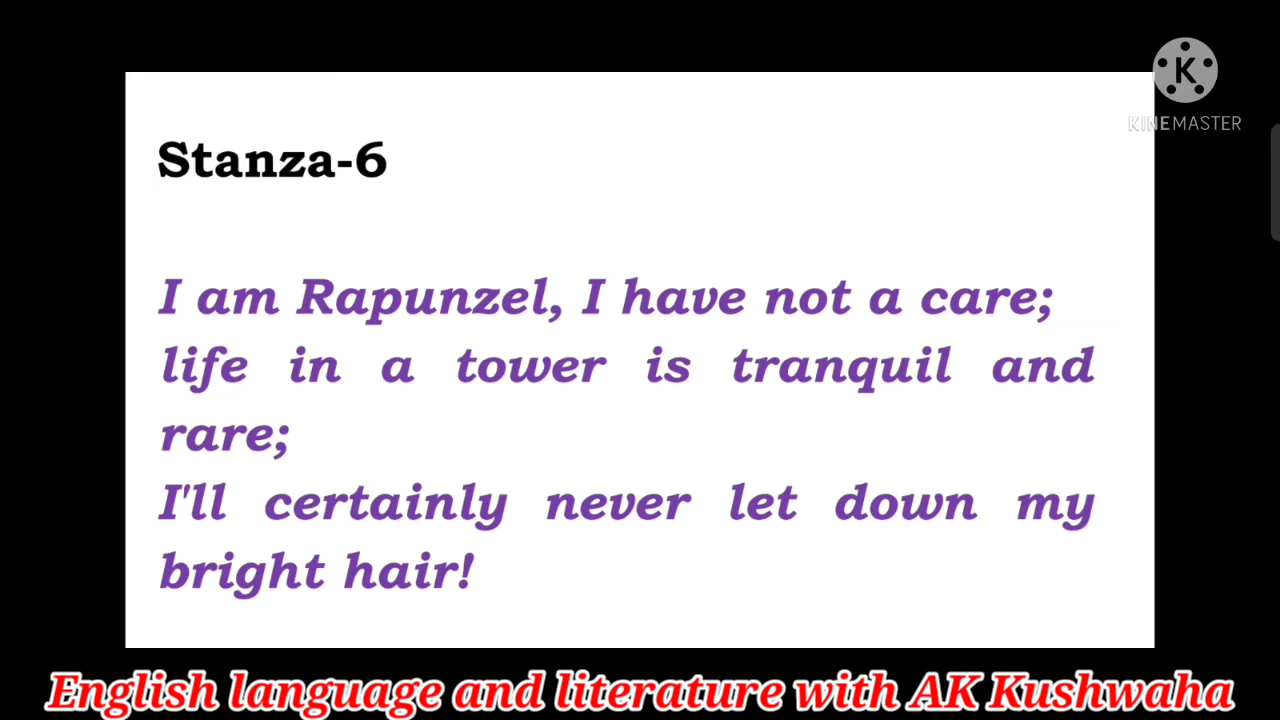 KINEMASTER
Stanza-6
I am Rapunzel, I have not a care;
life in a tower is tranquil and
rare;
I'll certainly never let down my
bright hair!
English language and literature with AK Kushwaha